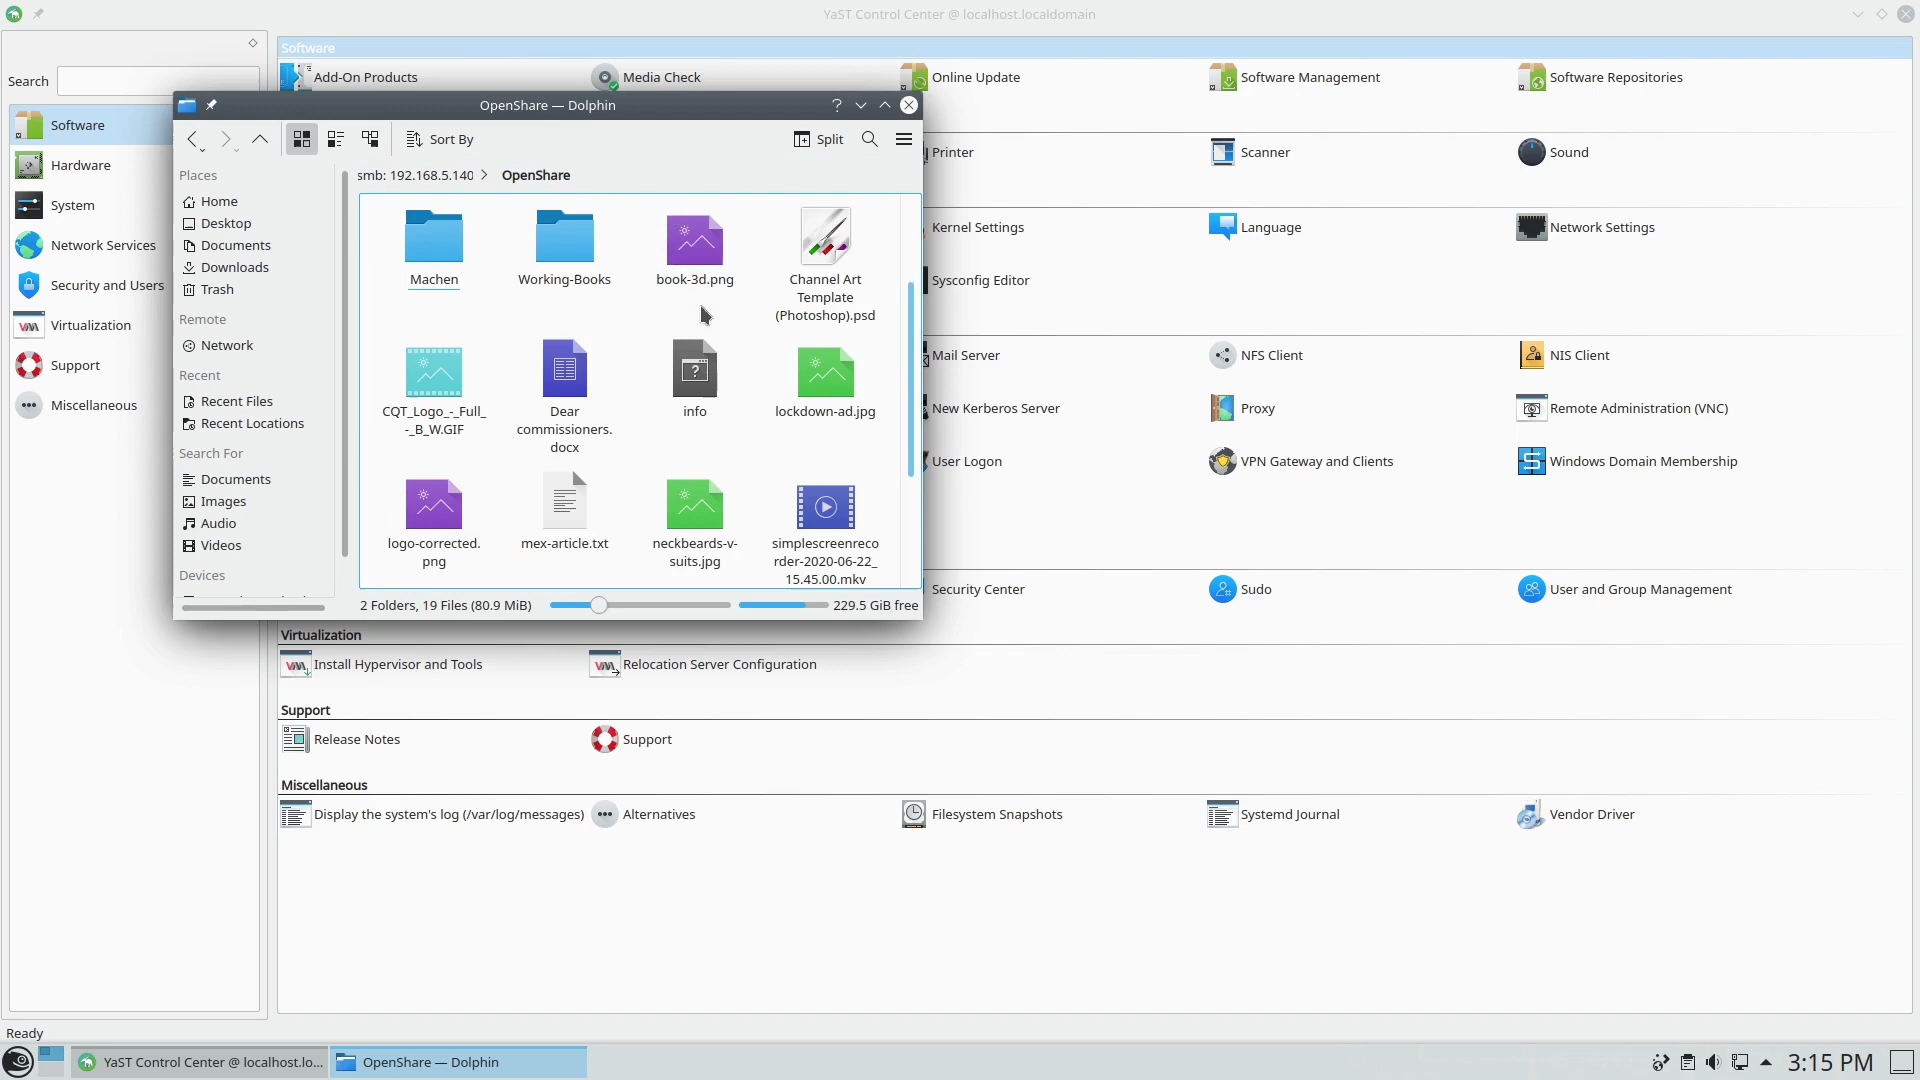 YaST Control Center @ localhost.localdomain
Search
Software
Hardware
System
Network Services
Security and Users
Virtualization
Support
Miscellaneous
Software
Add-On Products
Media Check
Online Update
Software Management
Software Repositories
Printer
Scanner
Sound
Kernel Settings
Language
Network Settings
Sysconfig Editor
Mail Server
NFS Client
NIS Client
New Kerberos Server
Proxy
Remote Administration (VNC)
User Logon
VPN Gateway and Clients
Windows Domain Membership
Security Center
Sudo
User and Group Management
Virtualization
Install Hypervisor and Tools
Relocation Server Configuration
Support
Release Notes
Support
Miscellaneous
Display the system's log (/var/log/messages)
Alternatives
Filesystem Snapshots
Systemd Journal
Vendor Driver
OpenShare — Dolphin
Sort By
Split
smb: 192.168.5.140
OpenShare
Places
Home
Desktop
Documents
Downloads
Trash
Remote
Network
Recent
Recent Files
Recent Locations
Search For
Documents
Images
Audio
Videos
Devices
Machen
Working-Books
book-3d.png
Channel Art
Template
(Photoshop).psd
CQT_Logo_-_Full_
-_B_W.GIF
Dear
commissioners.
docx
info
lockdown-ad.jpg
logo-corrected.
png
mex-article.txt
neckbeards-v-
suits.jpg
simplescreenreco
rder-2020-06-22_
15.45.00.mkv
2 Folders, 19 Files (80.9 MiB)
229.5 GiB free
Ready
YaST Control Center @ localhost.lo...
OpenShare — Dolphin
3:15 PM